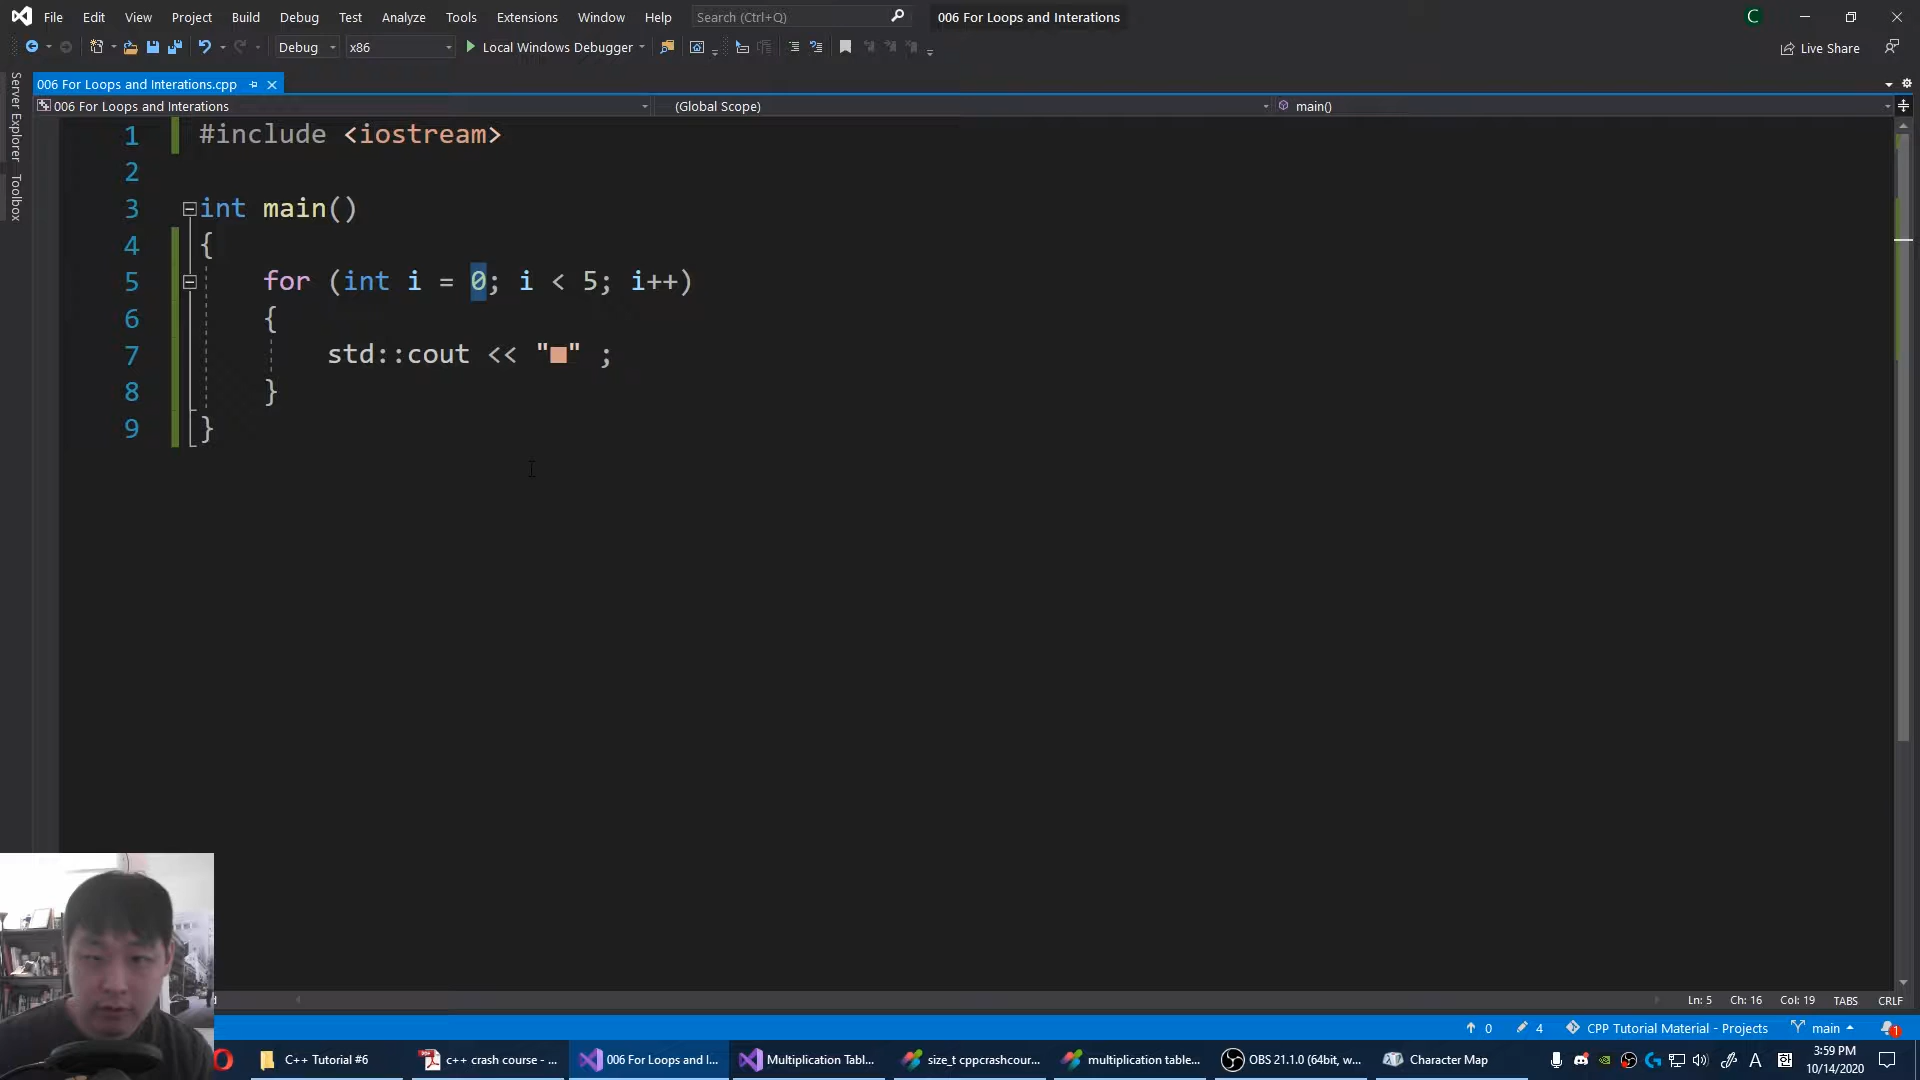 File Edit View Project Build Debug Test Analyze Tools Extensions Window Help Search (Ctrl+Q) 006 For Loops and Interations C
Debug x86 Local Windows Debugger Live Share
006 For Loops and Interations.cpp
006 For Loops and Interations (Global Scope) main()
Server Explorer
Toolbox
1 #include <iostream>
2
3 int main()
4 {
5 for (int i = 0; i < 5; i++)
6 {
7 std::cout << "■" ;
8 }
9 }
Ln: 5 Ch: 16 Col: 19 TABS CRLF
0 4 CPP Tutorial Material - Projects main 1
C++ Tutorial #6 c++ crash course - ... 006 For Loops and I... Multiplication Tabl... size_t cppcrashcour... multiplication table... OBS 21.1.0 (64bit, w... Character Map A 한 3:59 PM
10/14/2020